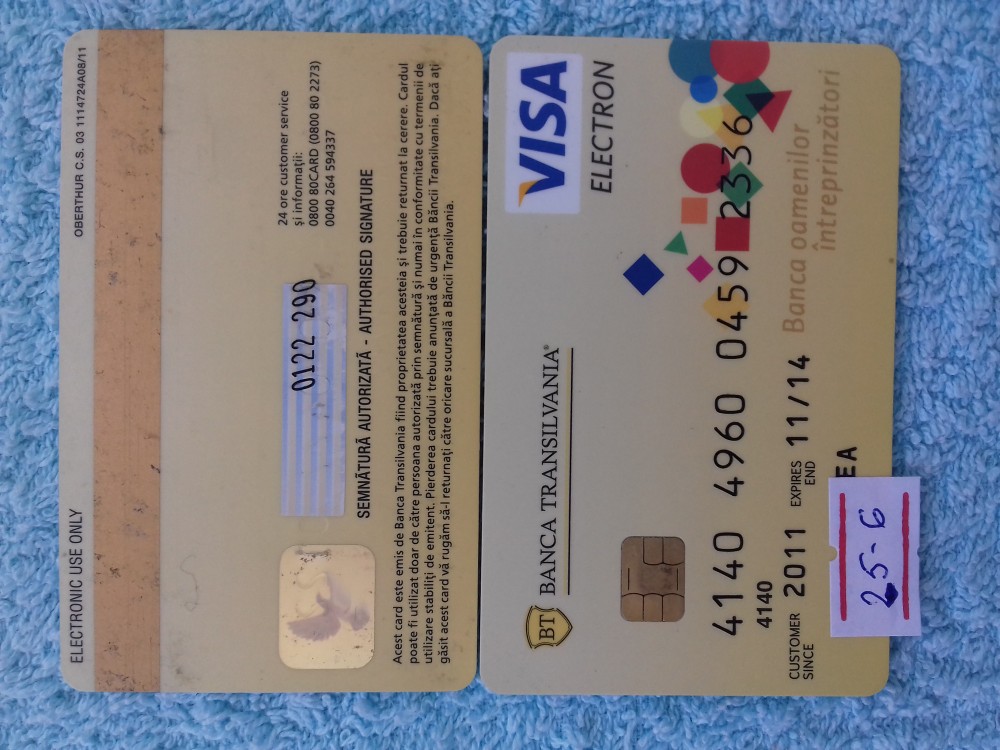 ELECTRONIC USE ONLY
OBERTHUR C.S. 03 1114724A08/11
24 ore customer service
şi informaţii:
0800 80CARD (0800 80 2273)
0040 264 594337
0122 290
SEMNĂTURĂ AUTORIZATĂ - AUTHORISED SIGNATURE
Acest card este emis de Banca Transilvania fiind proprietatea acesteia şi trebuie returnat la cerere. Cardul
poate fi utilizat doar de către persoana autorizată prin semnătură şi numai în conformitate cu termenii de
utilizare stabiliţi de emitent. Pierderea cardului trebuie anunţată de urgenţă Băncii Transilvania. Dacă aţi
găsit acest card vă rugăm să-l returnaţi către oricare sucursală a Băncii Transilvania.
VISA
ELECTRON
BT BANCA TRANSILVANIA®
4140 4960 0459 2336
4140
CUSTOMER SINCE 2011 EXPIRES END 11/14
Banca oamenilor
întreprinzători
EA
25-6